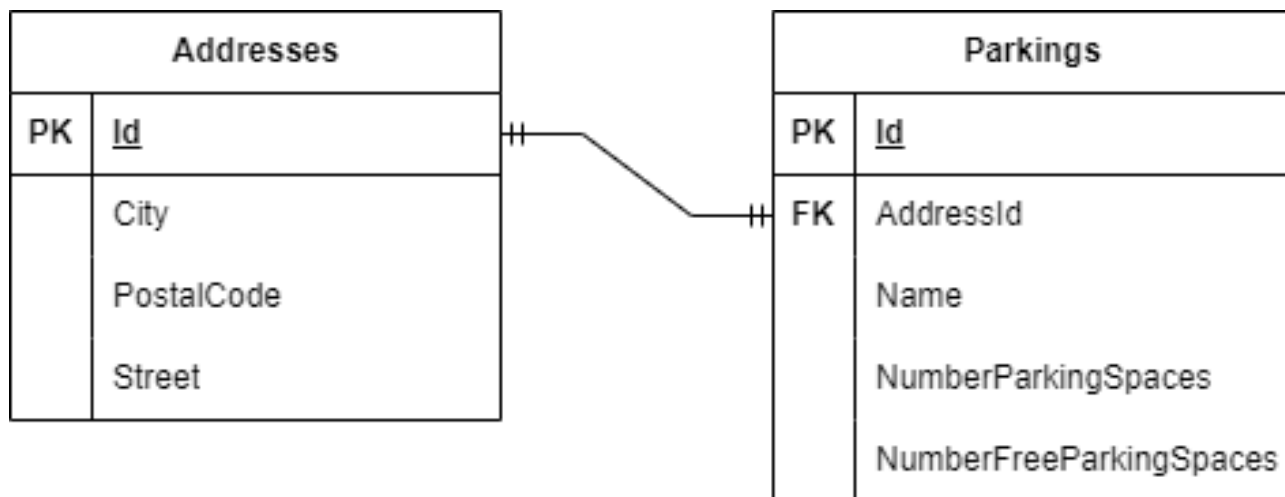 Addresses
PK Id
City
PostalCode
Street
Parkings
PK Id
FK AddressId
Name
NumberParkingSpaces
NumberFreeParkingSpaces